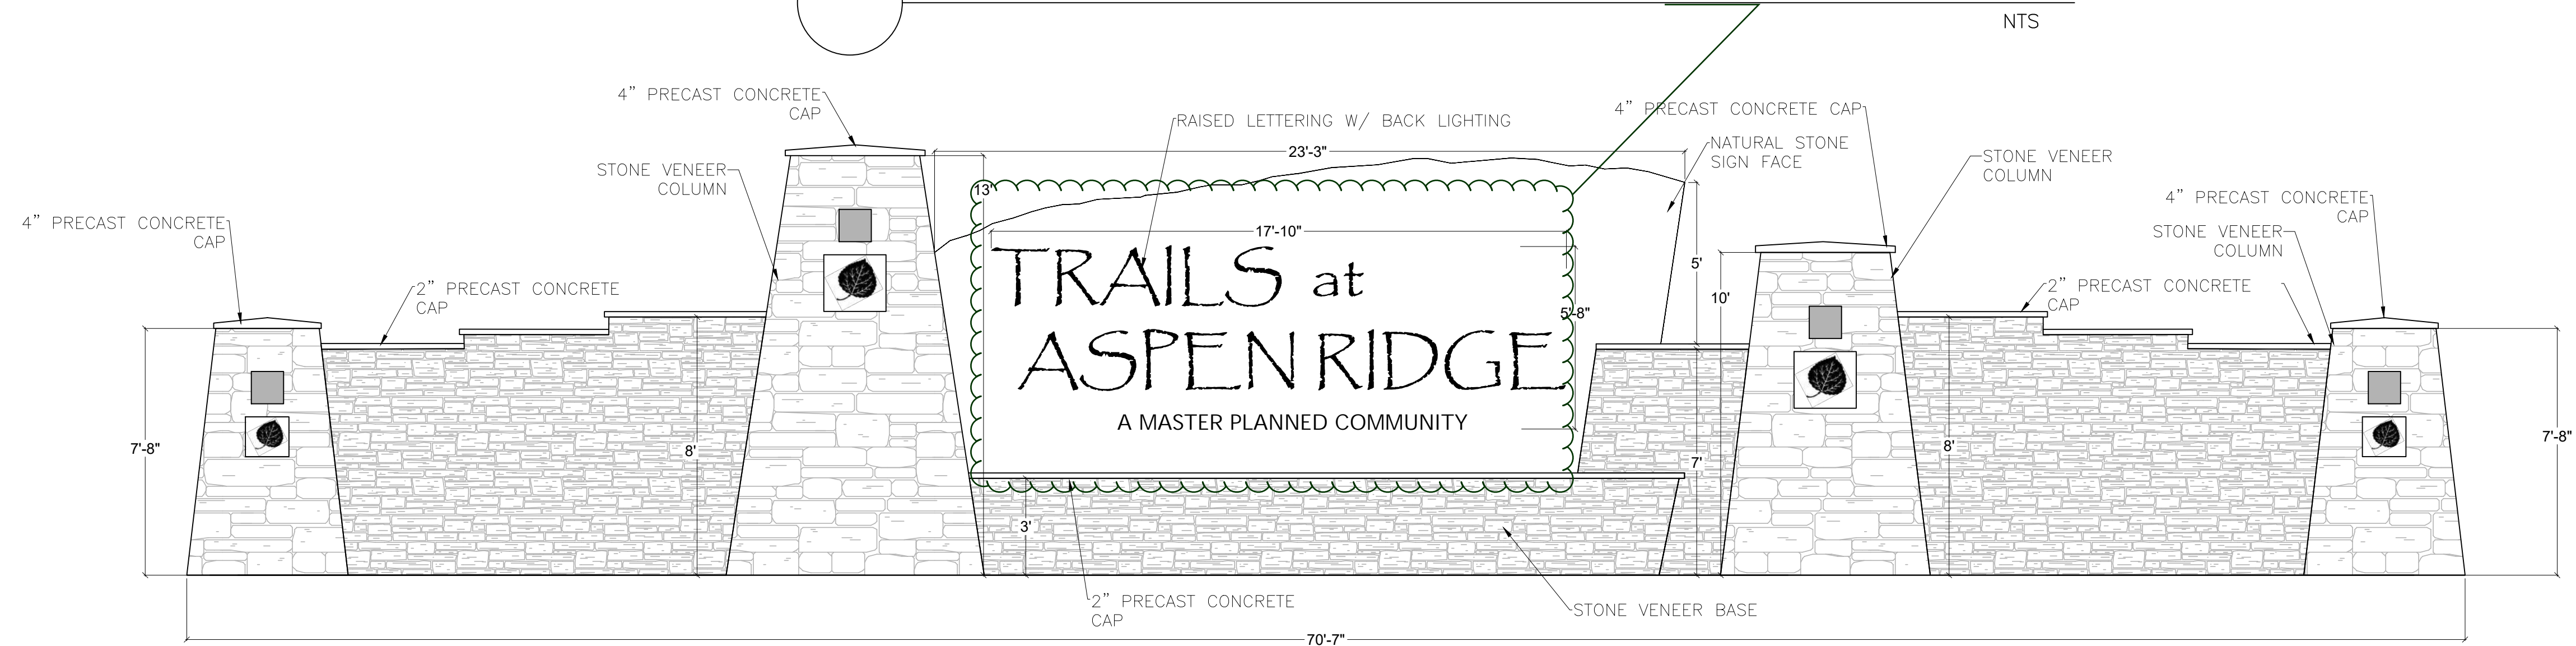 NTS
4” PRECAST CONCRETE
CAP
RAISED LETTERING W/ BACK LIGHTING
4” PRECAST CONCRETE CAP
NATURAL STONE
SIGN FACE
23'-3"
STONE VENEER
COLUMN
STONE VENEER
COLUMN
13'
4” PRECAST CONCRETE
CAP
4” PRECAST CONCRETE
CAP
STONE VENEER
COLUMN
17'-10"
5'
10'
2” PRECAST CONCRETE
CAP
2” PRECAST CONCRETE
CAP
TRAILS at
5'-8"
ASPEN RIDGE
A MASTER PLANNED COMMUNITY
7'-8"
8'
7'
8'
7'-8"
3'
2” PRECAST CONCRETE
CAP
STONE VENEER BASE
70'-7"